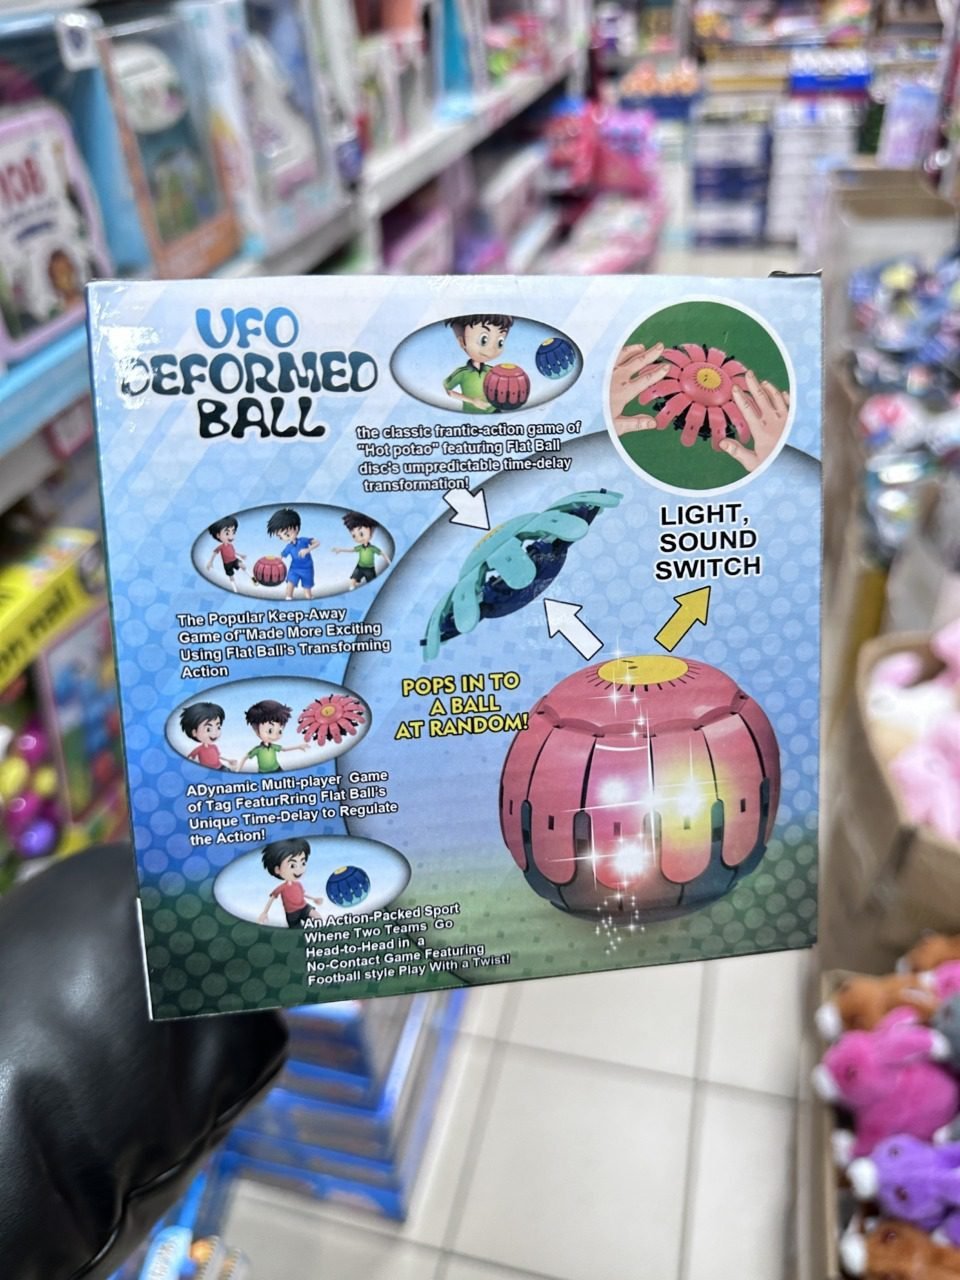 UFO
DEFORMED
BALL
the classic frantic-action game of
"Hot potao" featuring Flat Ball
disc's umpredictable time-delay
transformation!
LIGHT,
SOUND
SWITCH
The Popular Keep-Away
Game of"Made More Exciting
Using Flat Ball's Transforming
Action
POPS IN TO
A BALL
AT RANDOM!
ADynamic Multi-player Game
of Tag FeaturRring Flat Ball's
Unique Time-Delay to Regulate
the Action!
An Action-Packed Sport
Whene Two Teams Go
Head-to-Head in a
No-Contact Game Featuring
Football style Play With a Twist!